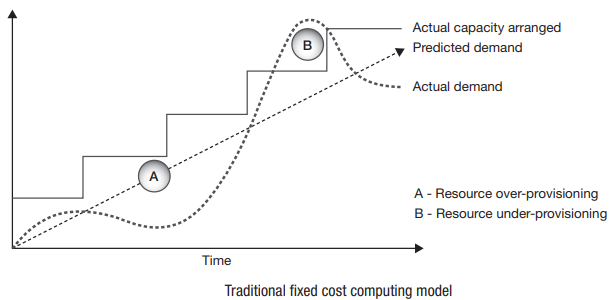 Actual capacity arranged
B
Predicted demand
Actual demand
A
A - Resource over-provisioning
B - Resource under-provisioning
Time
Traditional fixed cost computing model